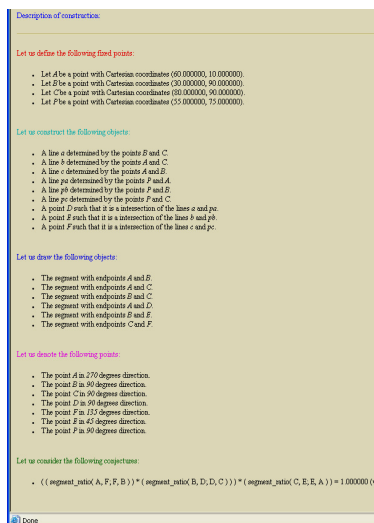 Description of construction:
Let us define the following fixed points:
• Let A be a point with Cartesian coordinates (60.000000, 10.000000).
• Let B be a point with Cartesian coordinates (30.000000, 90.000000).
• Let C be a point with Cartesian coordinates (80.000000, 90.000000).
• Let P be a point with Cartesian coordinates (55.000000, 75.000000).
Let us construct the following objects:
• A line a determined by the points B and C.
• A line b determined by the points A and C.
• A line c determined by the points A and B.
• A line pa determined by the points P and A.
• A line pb determined by the points P and B.
• A line pc determined by the points P and C.
• A point D such that it is a intersection of the lines a and pa.
• A point E such that it is a intersection of the lines b and pb.
• A point F such that it is a intersection of the lines c and pc.
Let us draw the following objects:
• The segment with endpoints A and B.
• The segment with endpoints A and C.
• The segment with endpoints B and C.
• The segment with endpoints A and D.
• The segment with endpoints B and E.
• The segment with endpoints C and F.
Let us denote the following points:
• The point A in 270 degrees direction.
• The point B in 90 degrees direction.
• The point C in 90 degrees direction.
• The point D in 90 degrees direction.
• The point F in 135 degrees direction.
• The point E in 45 degrees direction.
• The point P in 90 degrees direction.
Let us consider the following conjectures:
• ( ( segment_ratio( A, F; F, B ) ) * ( segment_ratio( B, D; D, C ) ) ) * ( segment_ratio( C, E; E, A ) ) = 1.000000 (
Done